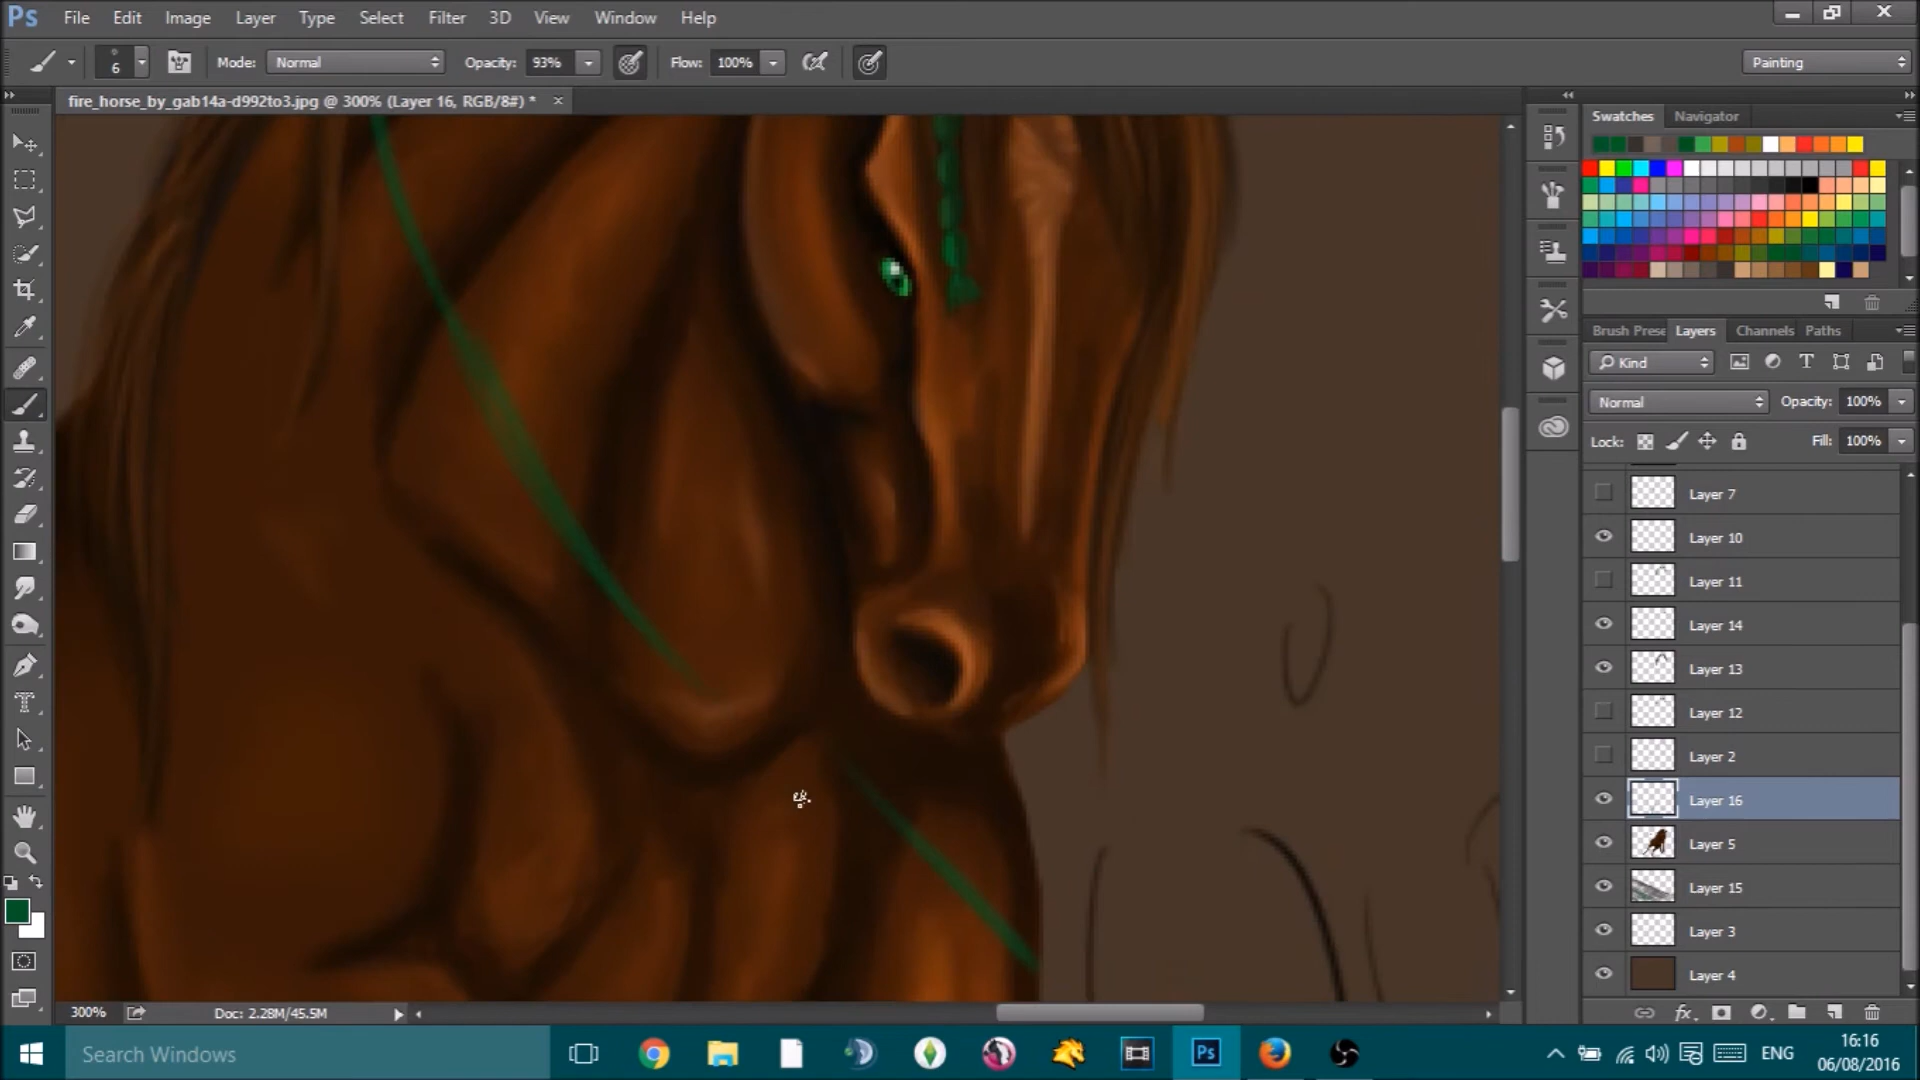 Ps File Edit Image Layer Type Select Filter 3D View Window Help
6 Mode: Normal Opacity: 93% Flow: 100% Painting
fire_horse_by_gab14a-d992to3.jpg @ 300% (Layer 16, RGB/8#) *
Swatches Navigator
Brush Prese Layers Channels Paths
Kind
Normal Opacity: 100%
Lock: Fill: 100%
Layer 7
Layer 10
Layer 11
Layer 14
Layer 13
Layer 12
Layer 2
Layer 16
Layer 5
Layer 15
Layer 3
Layer 4
300% Doc: 2.28M/45.5M
fx
Search Windows Ps ENG 16:16
06/08/2016